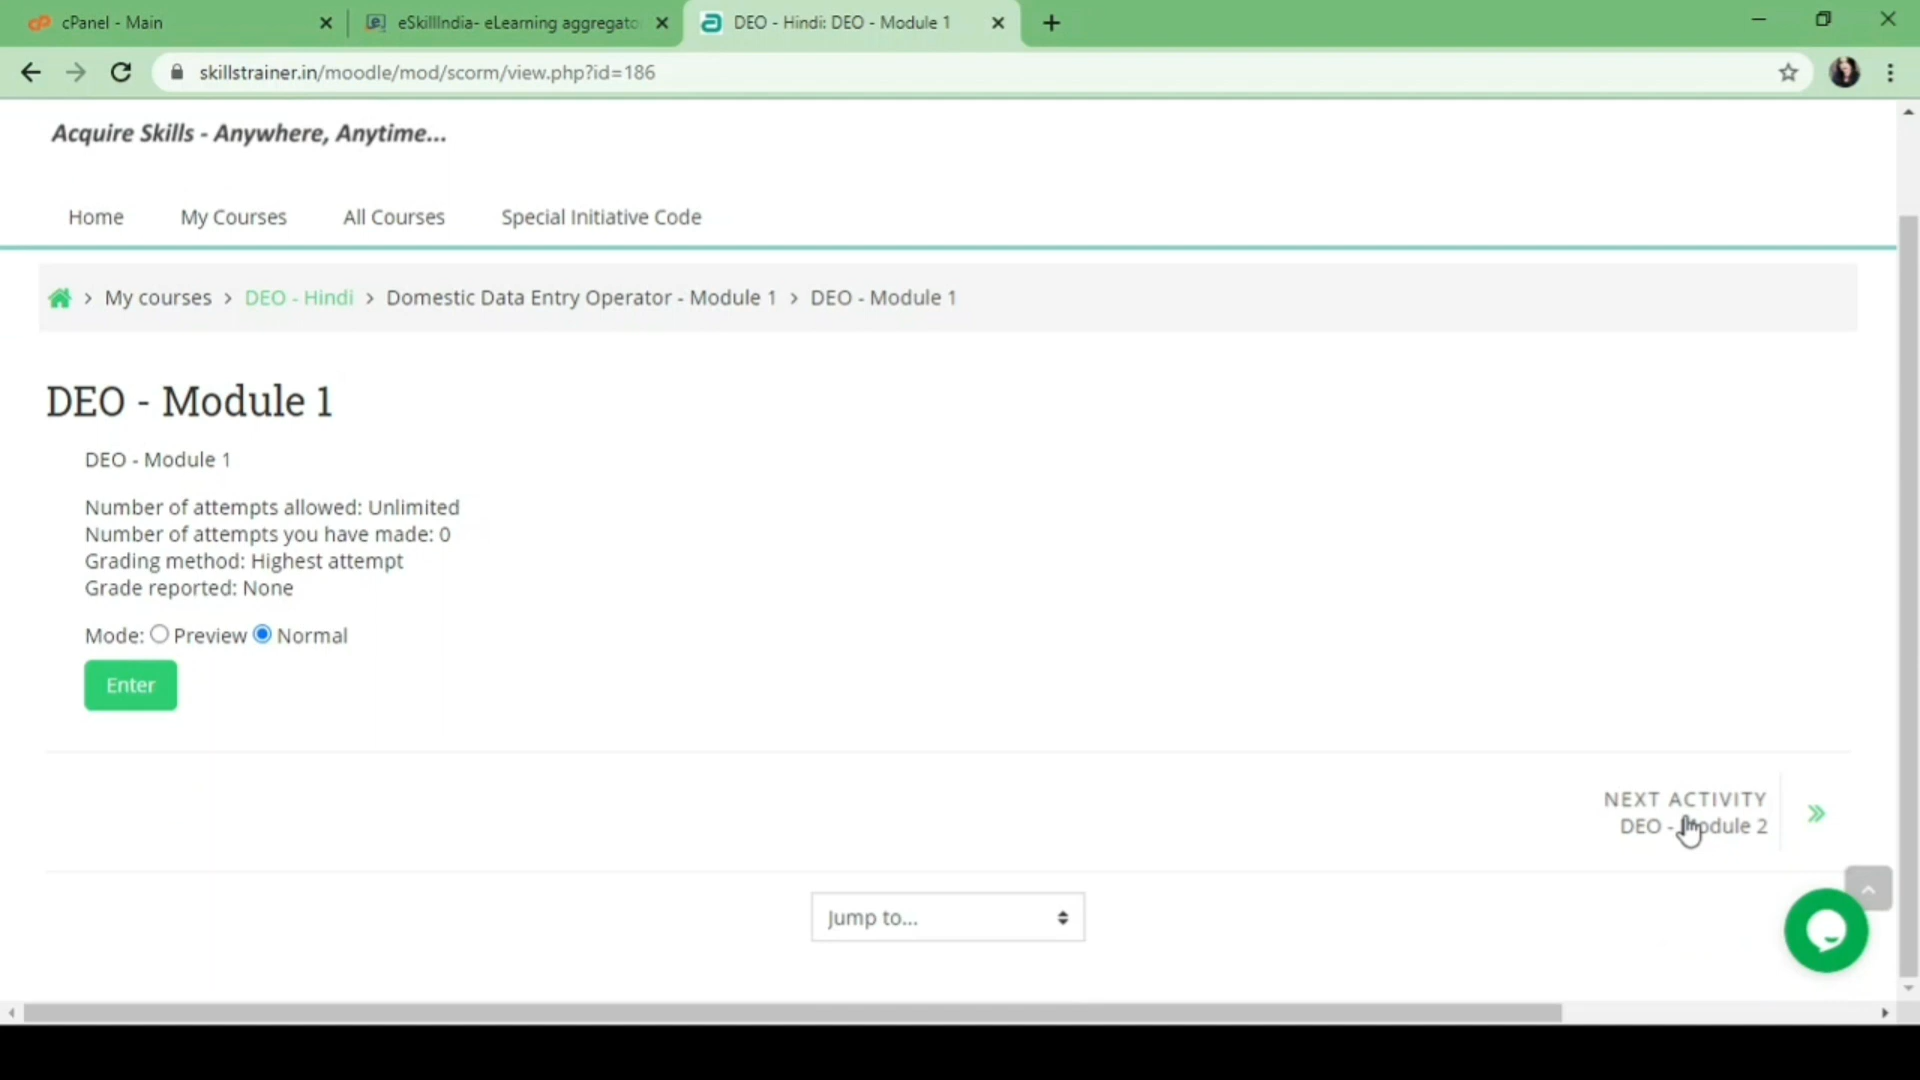 cPanel - Main
eSkillIndia- eLearning aggregato
DEO - Hindi: DEO - Module 1
skillstrainer.in/moodle/mod/scorm/view.php?id=186
Acquire Skills - Anywhere, Anytime...
Home My Courses All Courses Special Initiative Code
My courses > DEO - Hindi > Domestic Data Entry Operator - Module 1 > DEO - Module 1
DEO - Module 1
DEO - Module 1
Number of attempts allowed: Unlimited
Number of attempts you have made: 0
Grading method: Highest attempt
Grade reported: None
Mode: Preview Normal
Enter
NEXT ACTIVITY
DEO - Module 2
Jump to...